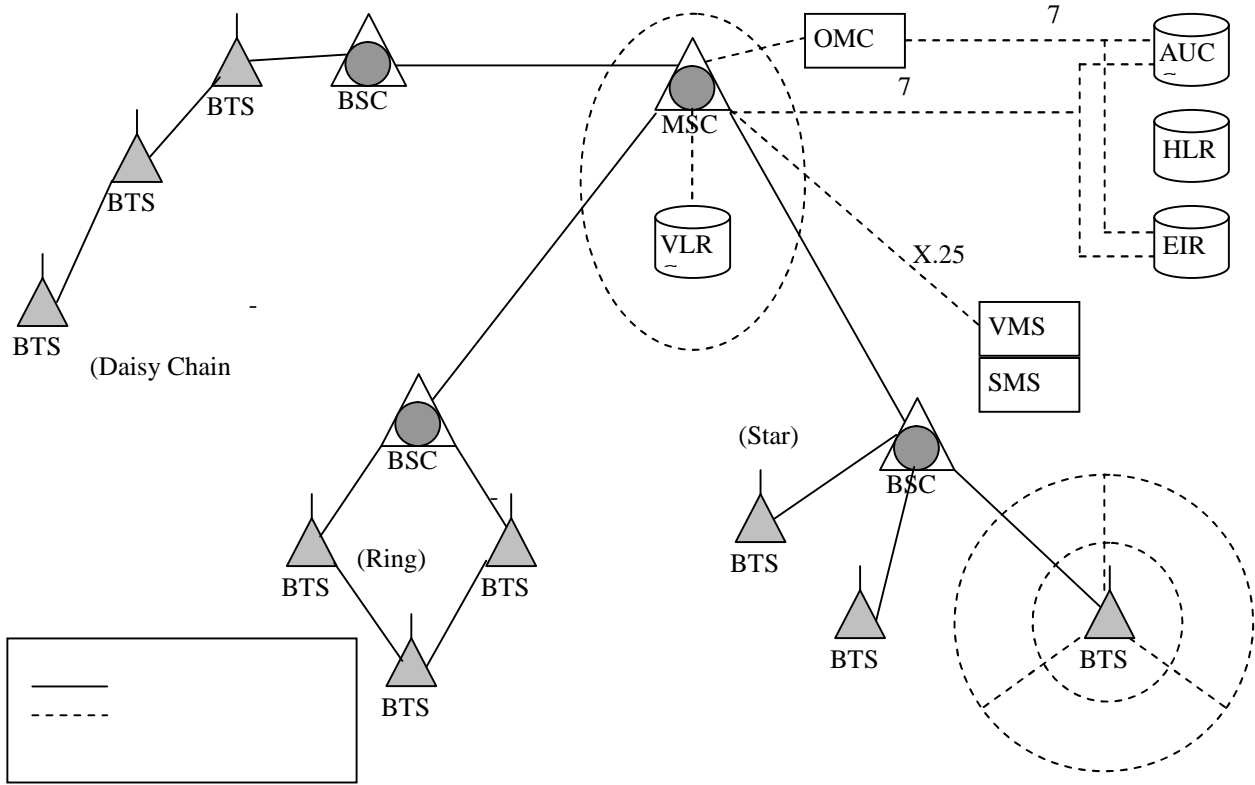 7
OMC
AUC
~
BTS
BSC
7
MSC
HLR
BTS
VLR
~
EIR
X.25
-
VMS
BTS
(Daisy Chain
SMS
(Star)
BSC
BSC
-
BTS
(Ring)
BTS
BTS
BTS
BTS
BTS